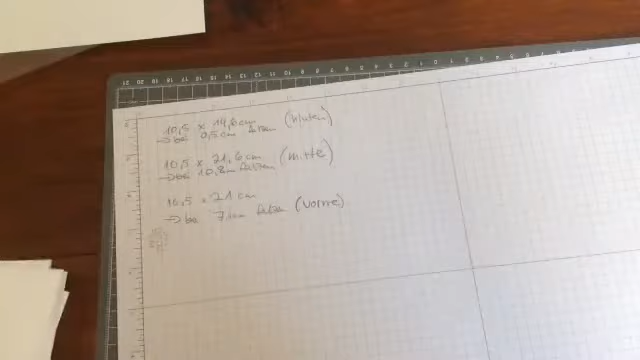 10,5 x 14,6 cm (hinten)
→ bei 0,5 cm falzen
10,5 x 21,6 cm (mitte)
→ bei 10,8 cm falzen
10,5 x 21 cm
→ bei 7 cm falzen (vorne)